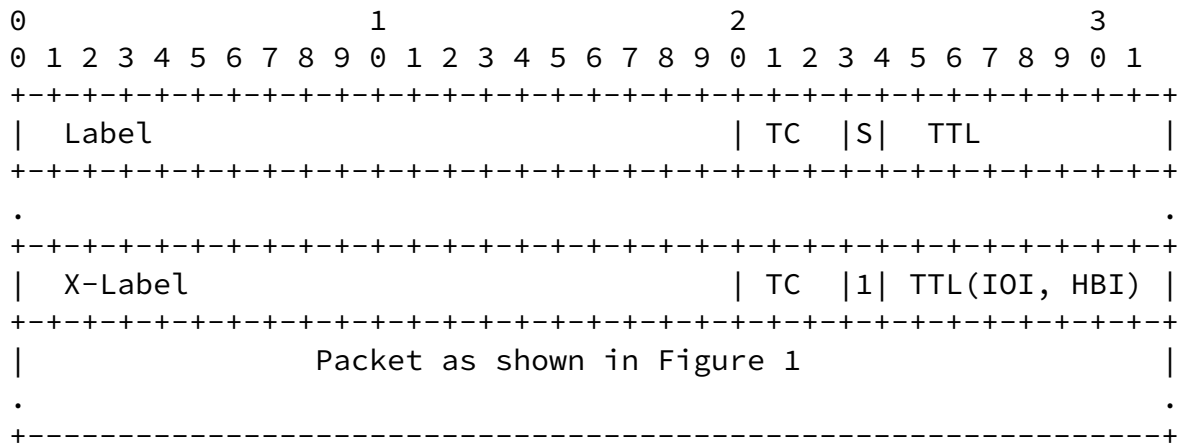 0                   1                   2                   3
0 1 2 3 4 5 6 7 8 9 0 1 2 3 4 5 6 7 8 9 0 1 2 3 4 5 6 7 8 9 0 1
+-+-+-+-+-+-+-+-+-+-+-+-+-+-+-+-+-+-+-+-+-+-+-+-+-+-+-+-+-+-+-+-+
|  Label                                | TC  |S|  TTL          |
+-+-+-+-+-+-+-+-+-+-+-+-+-+-+-+-+-+-+-+-+-+-+-+-+-+-+-+-+-+-+-+-+
.                                                               .
+-+-+-+-+-+-+-+-+-+-+-+-+-+-+-+-+-+-+-+-+-+-+-+-+-+-+-+-+-+-+-+-+
|  X-Label                              | TC  |1| TTL(IOI, HBI) |
+-+-+-+-+-+-+-+-+-+-+-+-+-+-+-+-+-+-+-+-+-+-+-+-+-+-+-+-+-+-+-+-+
|                Packet as shown in Figure 1                    |
.                                                               .
+---------------------------------------------------------------+